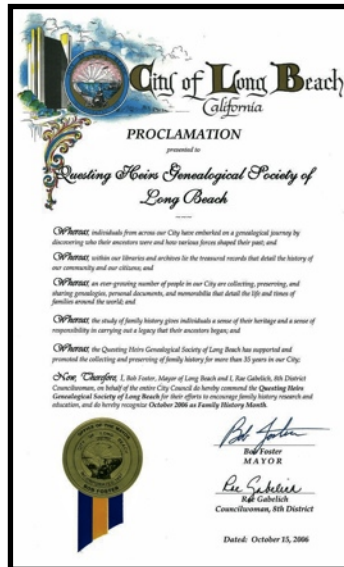 City of Long Beach
California
PROCLAMATION
presented to
Questing Heirs Genealogical Society of
Long Beach
Whereas, individuals from across our City have embarked on a genealogical journey by
discovering who their ancestors were and how various forces shaped their past; and
Whereas, within our libraries and archives lie the treasured records that detail the history of
our community and our citizens; and
Whereas, an ever-growing number of people in our City are collecting, preserving, and
sharing genealogies, personal documents, and memorabilia that detail the life and times of
families around the world; and
Whereas, the study of family history gives individuals a sense of their heritage and a sense of
responsibility in carrying out a legacy that their ancestors began; and
Whereas, the Questing Heirs Genealogical Society of Long Beach has supported and
promoted the collecting and preserving of family history for more than 35 years in our City;
Now, Therefore, I, Bob Foster, Mayor of Long Beach and I, Rae Gabelich, 8th District
Councilwoman, on behalf of the entire City Council do hereby commend the Questing Heirs
Genealogical Society of Long Beach for their efforts to encourage family history research and
education, and do hereby recognize October 2006 as Family History Month.
Bob Foster
Bob Foster
MAYOR
Rae Gabelich
Rae Gabelich
Councilwoman, 8th District
BOB FOSTER
Dated: October 15, 2006